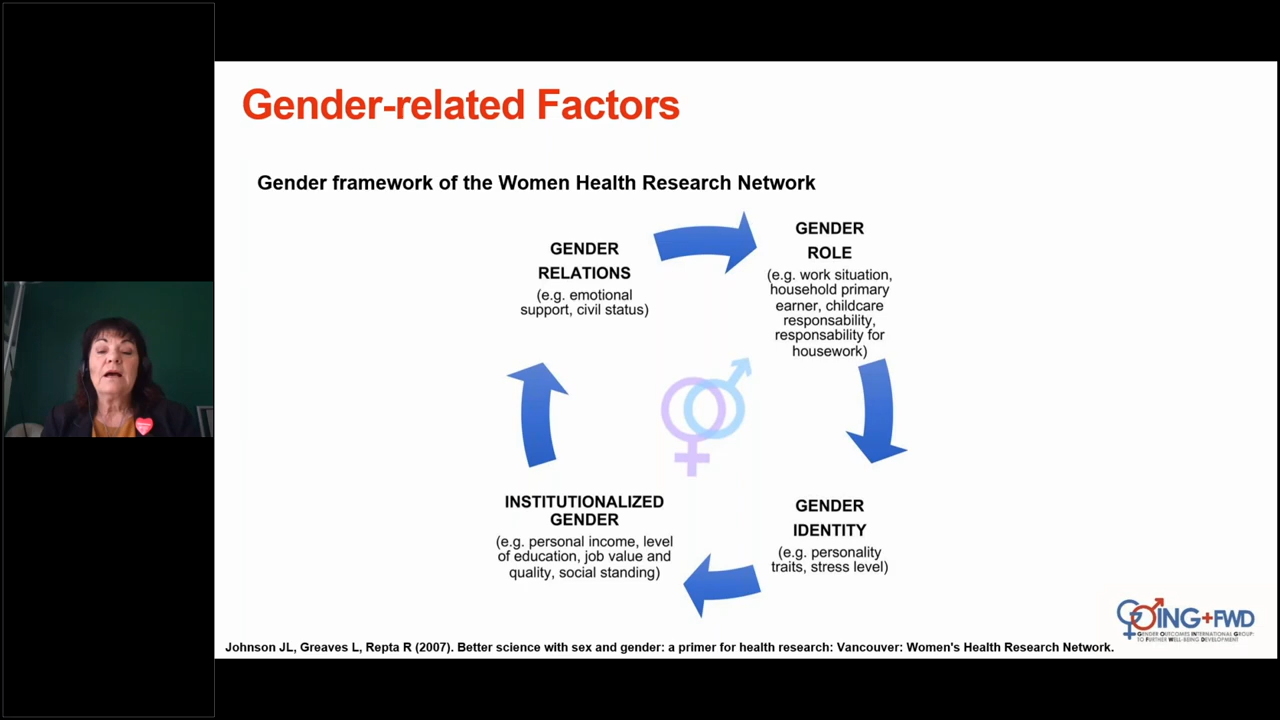 Gender-related Factors
Gender framework of the Women Health Research Network
GENDER
RELATIONS
(e.g. emotional
support, civil status)
GENDER
ROLE
(e.g. work situation,
household primary
earner, childcare
responsability,
responsability for
housework)
INSTITUTIONALIZED
GENDER
(e.g. personal income, level
of education, job value and
quality, social standing)
GENDER
IDENTITY
(e.g. personality
traits, stress level)
GOING+FWD
GENDER OUTCOMES INTERNATIONAL GROUP:
TO FURTHER WELL-BEING DEVELOPMENT
Johnson JL, Greaves L, Repta R (2007). Better science with sex and gender: a primer for health research: Vancouver: Women's Health Research Network.